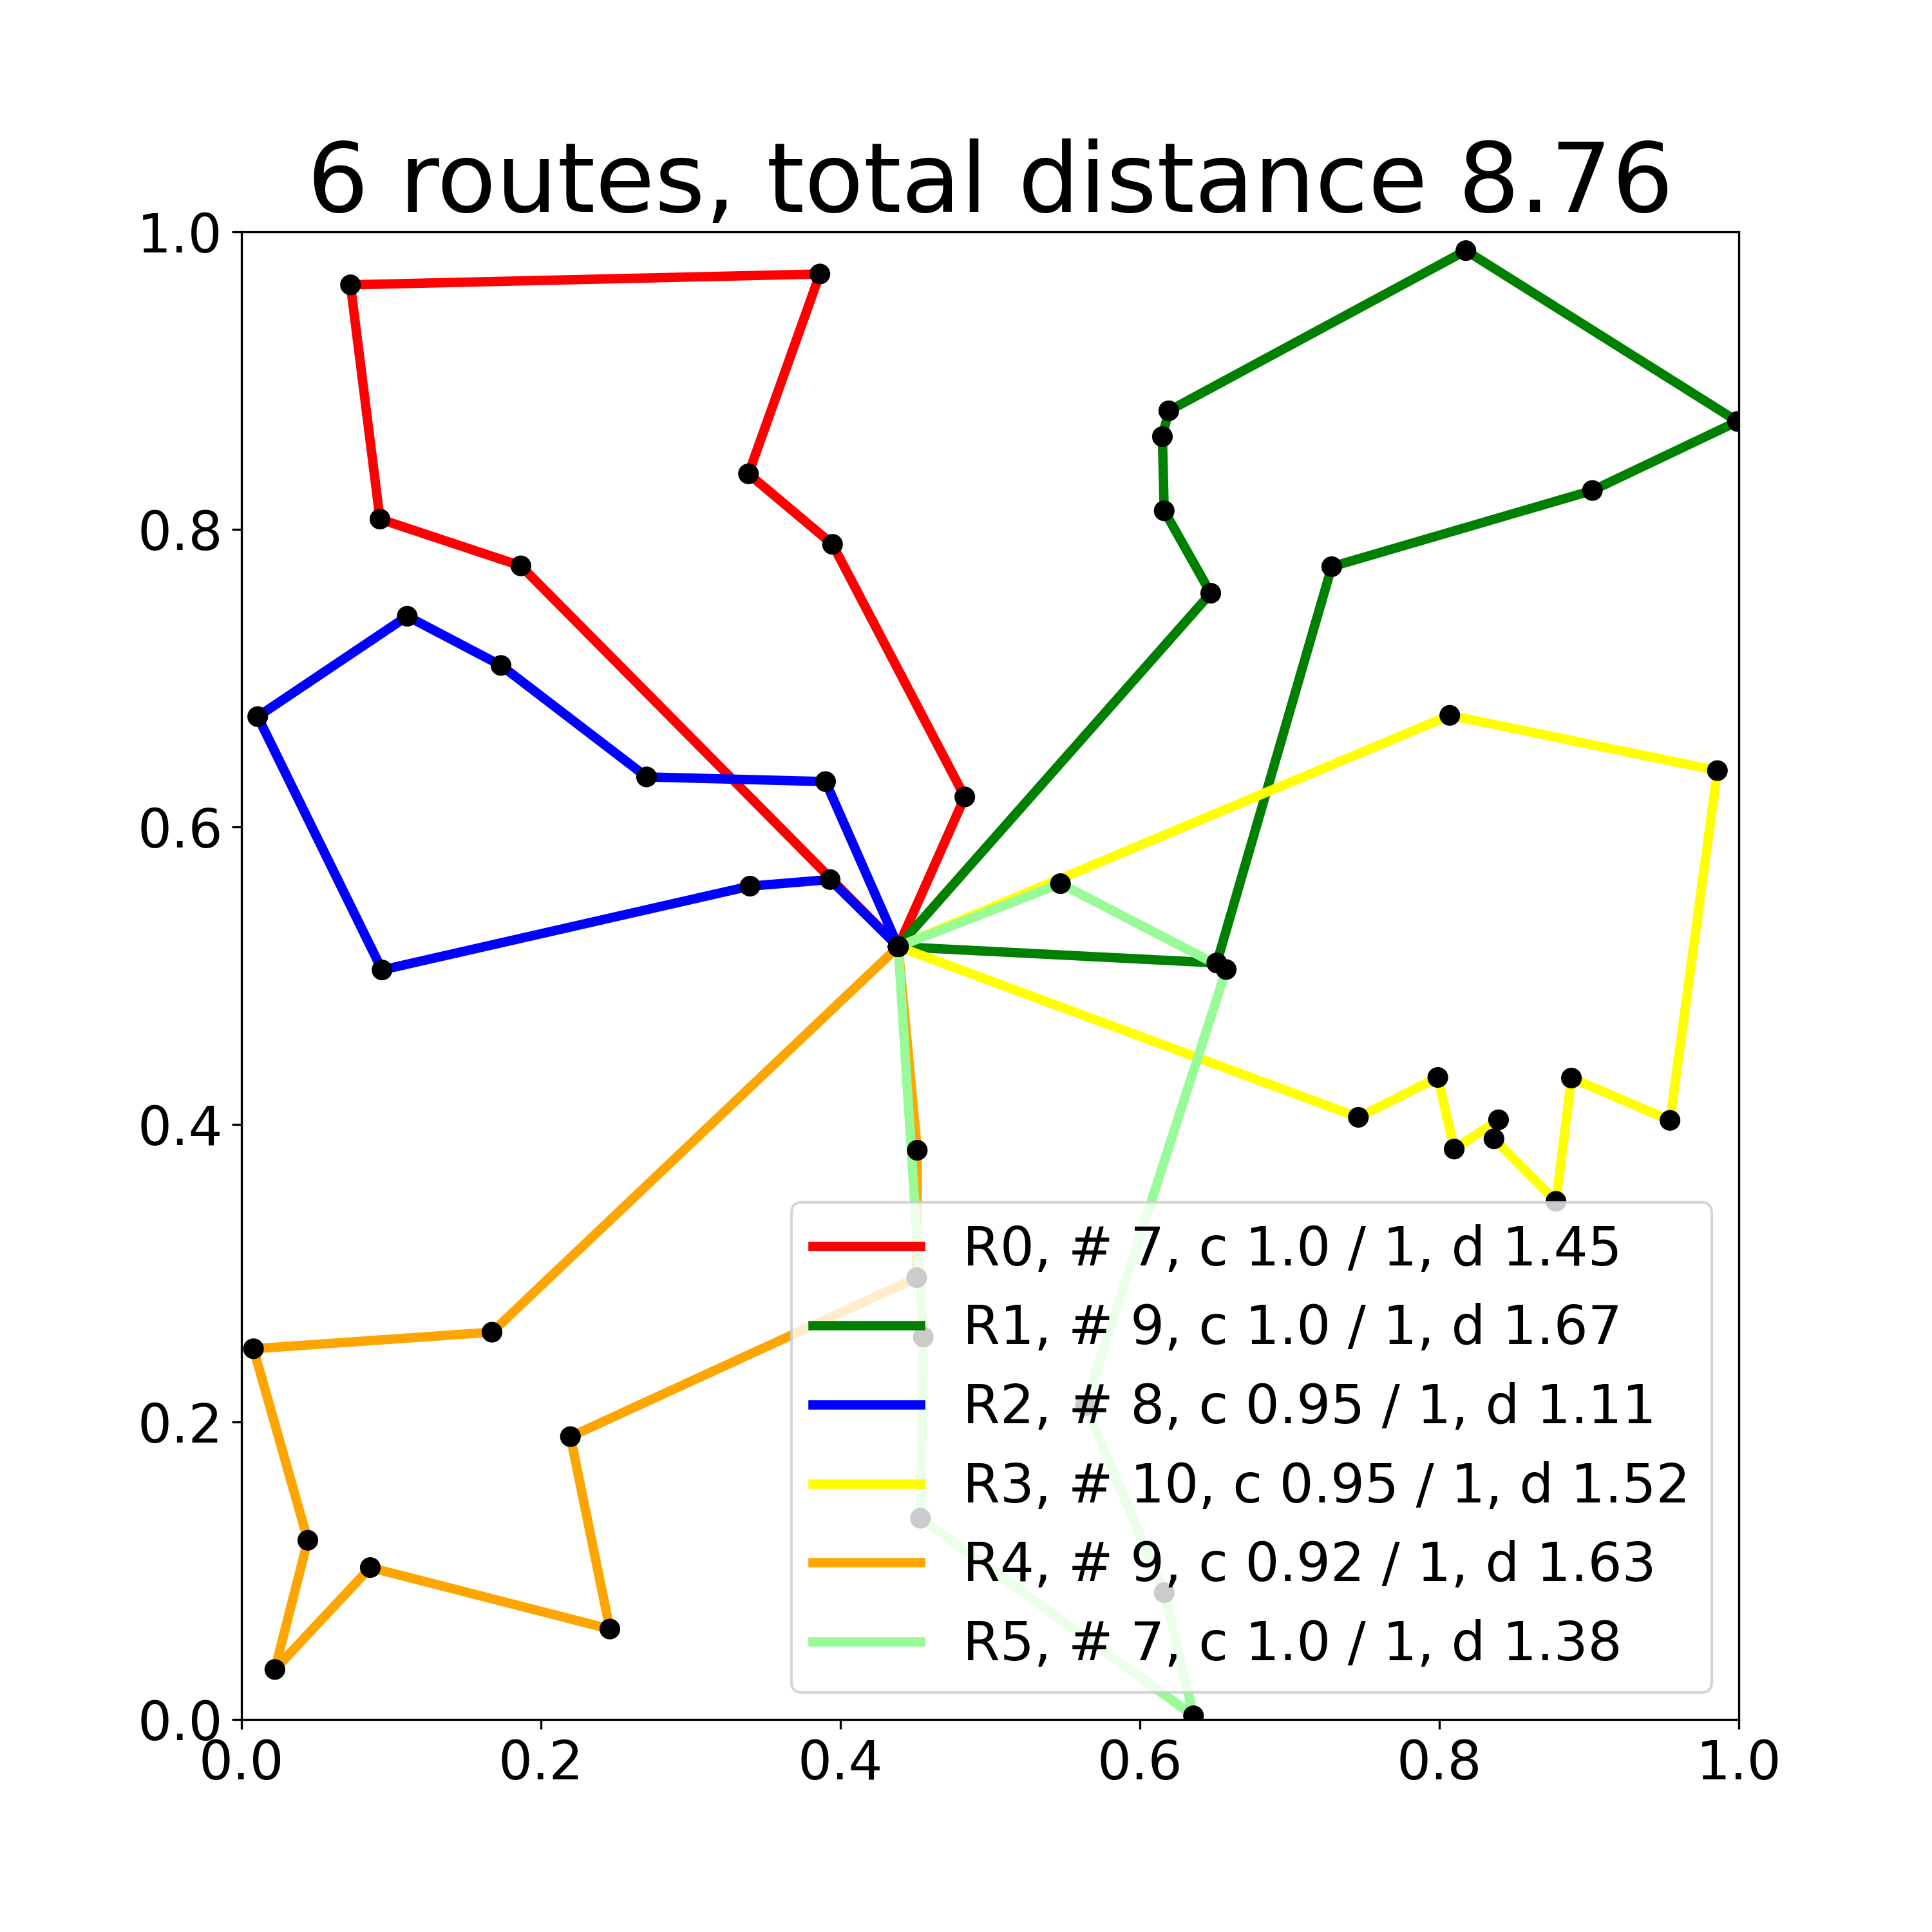 6 routes, total distance 8.76
1.0
0.8
0.6
0.4
0.2
0.0
R0, # 7, c 1.0 / 1, d 1.45
R1, # 9, c 1.0 / 1, d 1.67
R2, # 8, c 0.95 / 1, d 1.11
R3, # 10, c 0.95 / 1, d 1.52
R4, # 9, c 0.92 / 1, d 1.63
R5, # 7, c 1.0 / 1, d 1.38
0.0 0.2 0.4 0.6 0.8 1.0